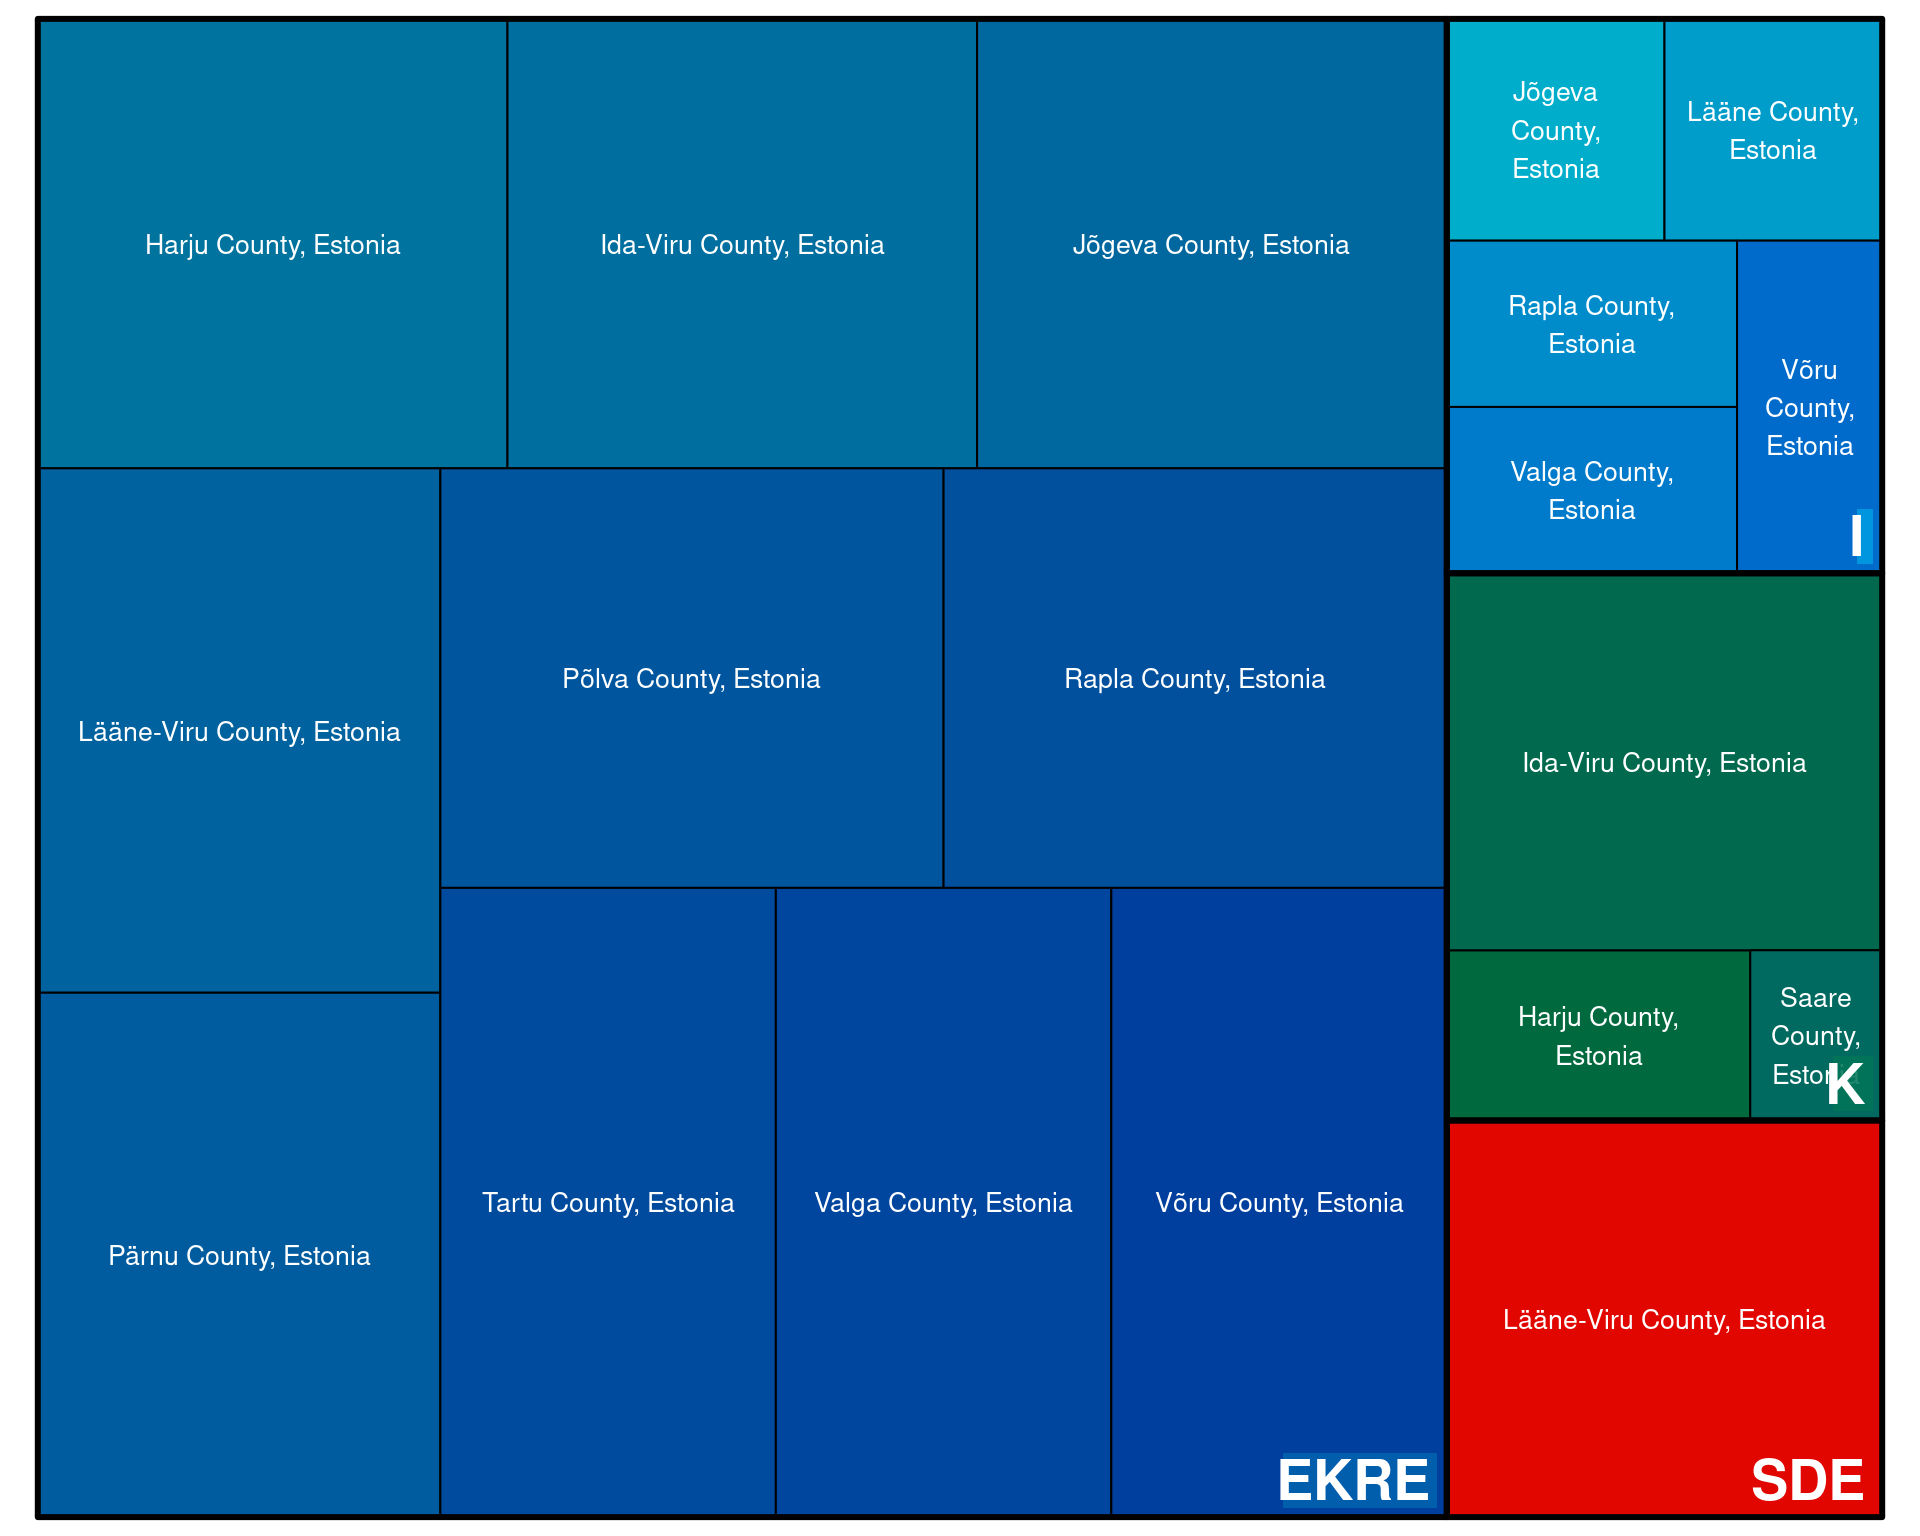 Harju County, Estonia
Ida-Viru County, Estonia
Jõgeva County, Estonia
Lääne-Viru County, Estonia
Põlva County, Estonia
Rapla County, Estonia
Pärnu County, Estonia
Tartu County, Estonia
Valga County, Estonia
Võru County, Estonia
EKRE
Jõgeva
County,
Estonia
Lääne County,
Estonia
Rapla County,
Estonia
Valga County,
Estonia
Võru
County,
Estonia
I
Ida-Viru County, Estonia
Harju County,
Estonia
Saare
County,
Estonia
K
Lääne-Viru County, Estonia
SDE